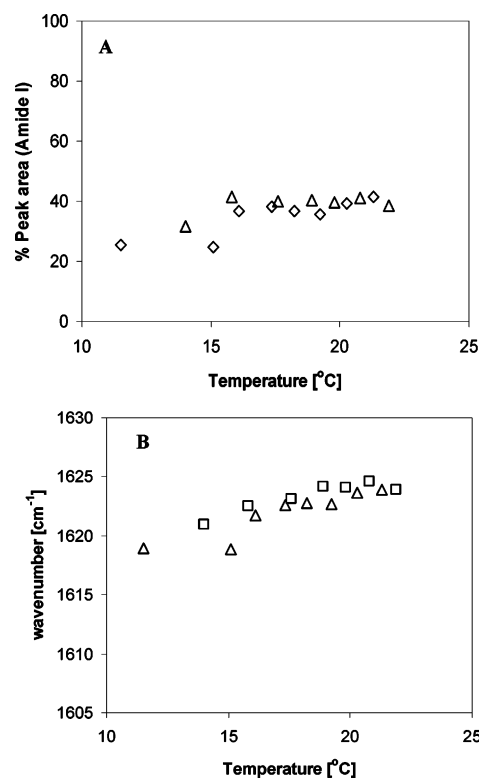 A
% Peak area (Amide I)
100
80
60
40
20
0
10 15 20 25
Temperature [°C]
B
wavenumber [cm⁻¹]
1630
1625
1620
1615
1610
1605
10 15 20 25
Temperature [°C]